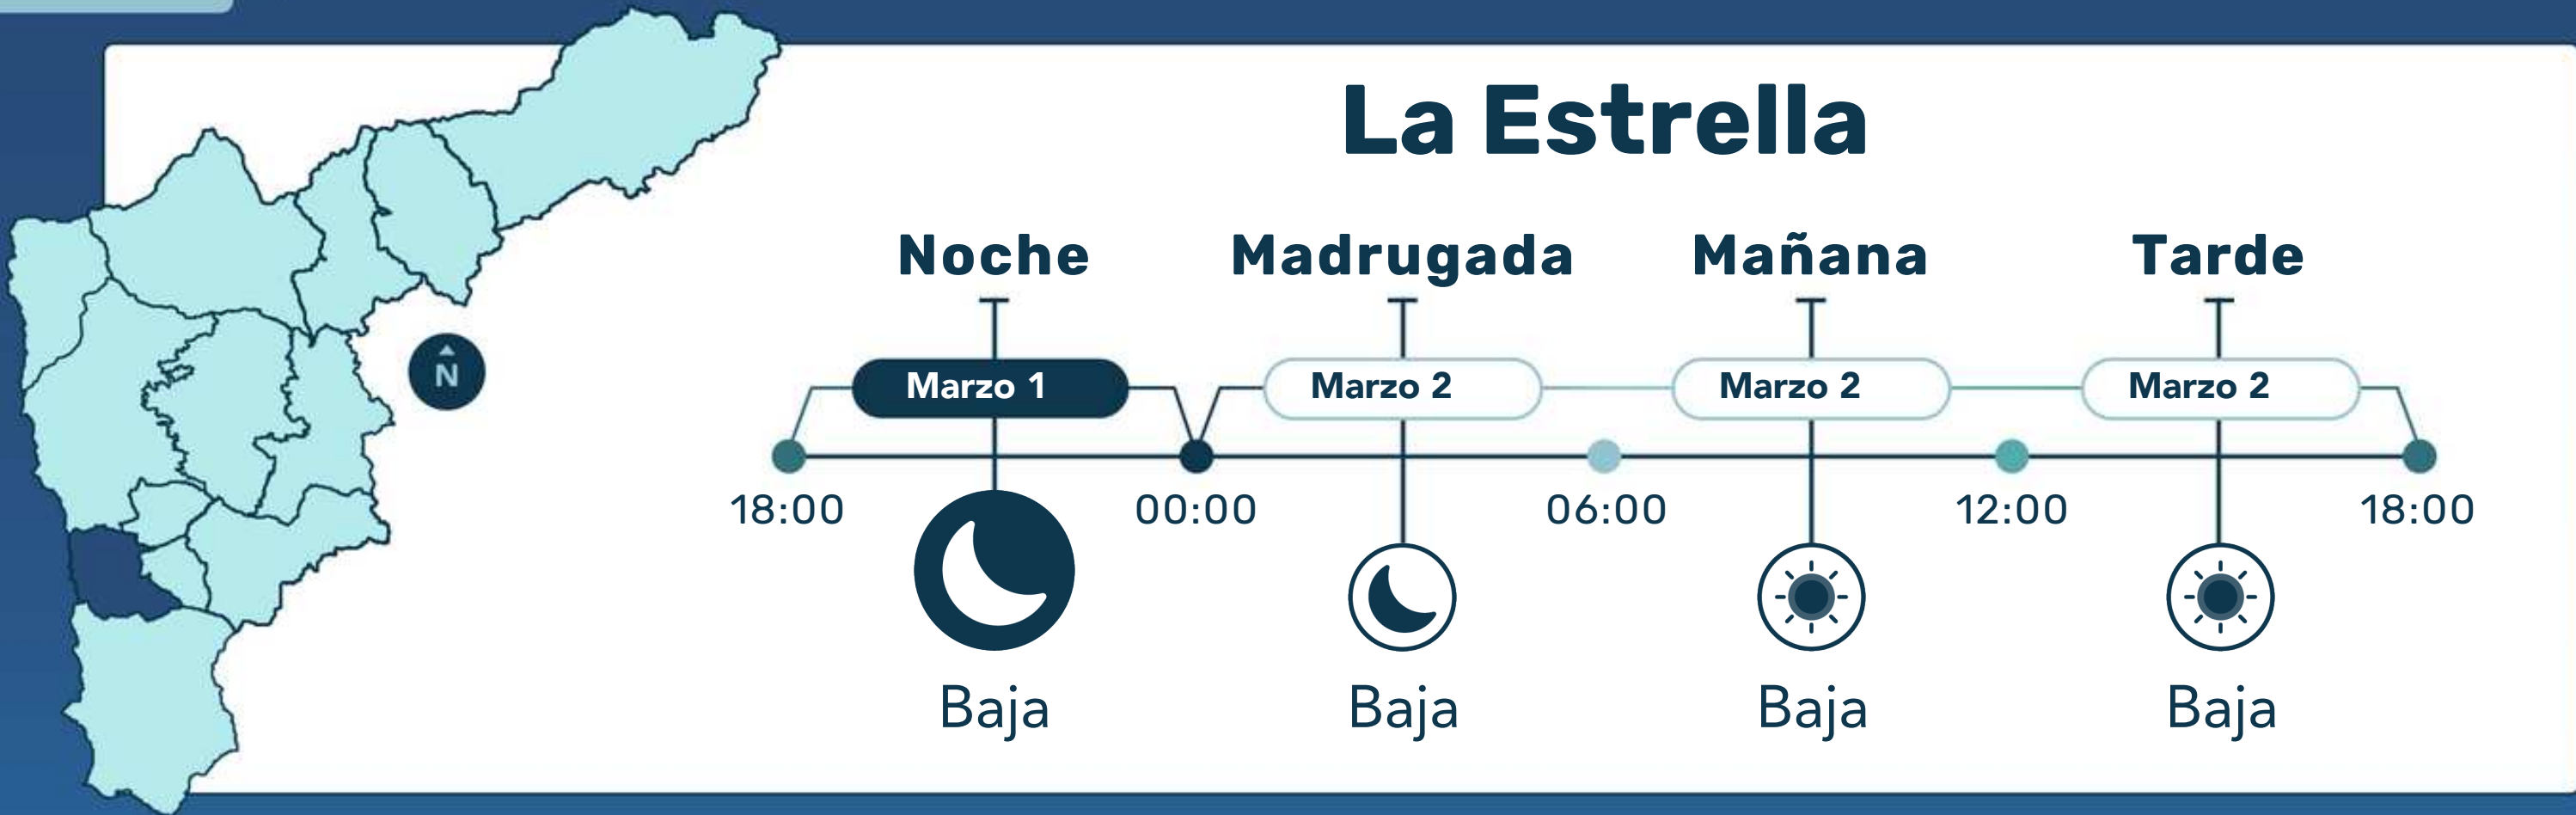 La Estrella
Noche Madrugada Mañana Tarde
N
Marzo 1 Marzo 2 Marzo 2 Marzo 2
18:00 00:00 06:00 12:00 18:00
Baja Baja Baja Baja